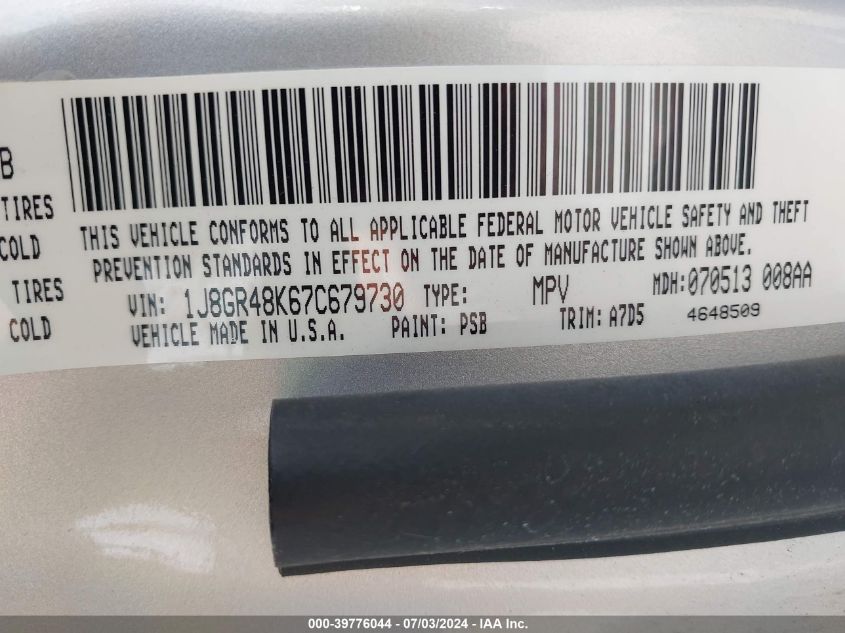 B
TIRES
COLD
TIRES
COLD
THIS VEHICLE CONFORMS TO ALL APPLICABLE FEDERAL MOTOR VEHICLE SAFETY AND THEFT
PREVENTION STANDARDS IN EFFECT ON THE DATE OF MANUFACTURE SHOWN ABOVE.
VIN: 1J8GR48K67C679730 TYPE: MPV MDH:070513 008AA
VEHICLE MADE IN U.S.A. PAINT: PSB TRIM: A7D5 4648509
000-39776044 - 07/03/2024 - IAA Inc.